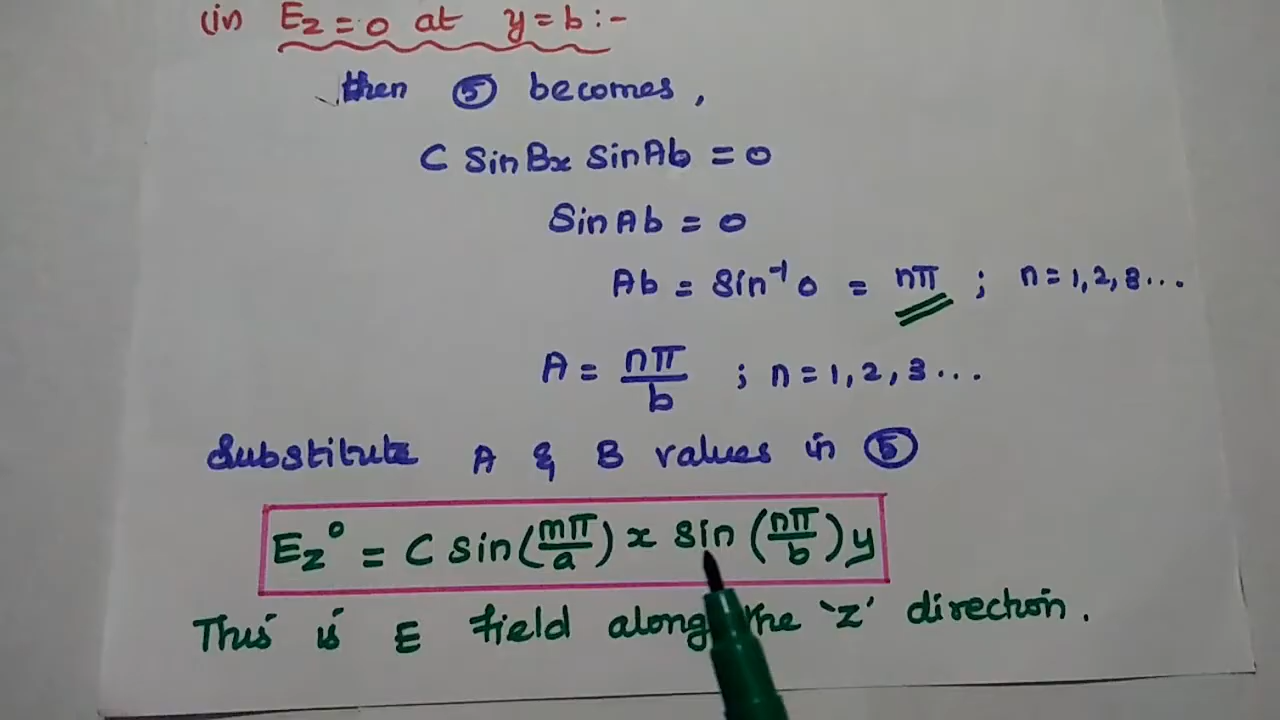 (iv) Ez = 0 at y = b :-
then ⑤ becomes,
C Sin Bx sin Ab = 0
Sin Ab = 0
Ab = Sin⁻¹ 0 = nπ ; n = 1, 2, 3...
A = nπ/b ; n = 1, 2, 3...
Substitute A & B values in ⑤
Ez⁰ = C sin(mπ/a) x sin (nπ/b) y
This is E field along the 'z' direction.